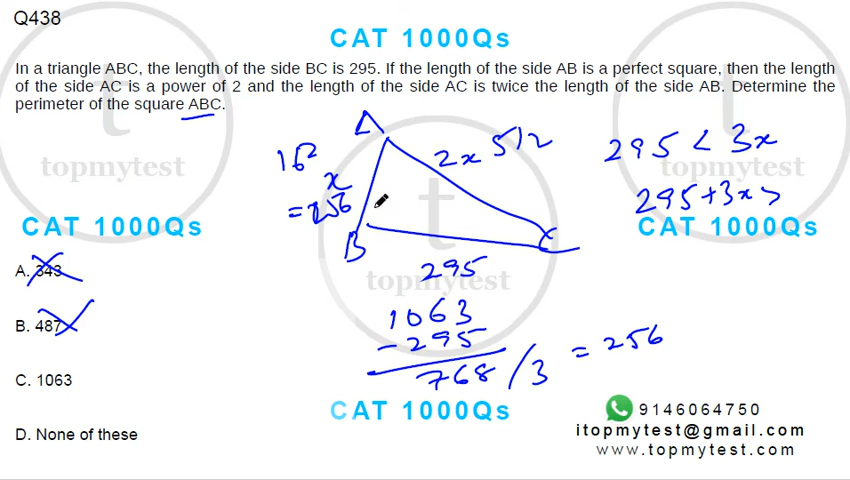 Q438
CAT 1000Qs
In a triangle ABC, the length of the side BC is 295. If the length of the side AB is a perfect square, then the length
of the side AC is a power of 2 and the length of the side AC is twice the length of the side AB. Determine the
perimeter of the square ABC.
A
16²
2x 512
295 < 3x
t
topmytest
t
topmytest
t
topmytest
x
= 256
295 + 3x >
CAT 1000Qs
CAT 1000Qs
B
C
A. 343
295
B. 487
1063
- 295
768 / 3 = 256
C. 1063
CAT 1000Qs
9146064750
itopmytest@gmail.com
D. None of these
www.topmytest.com